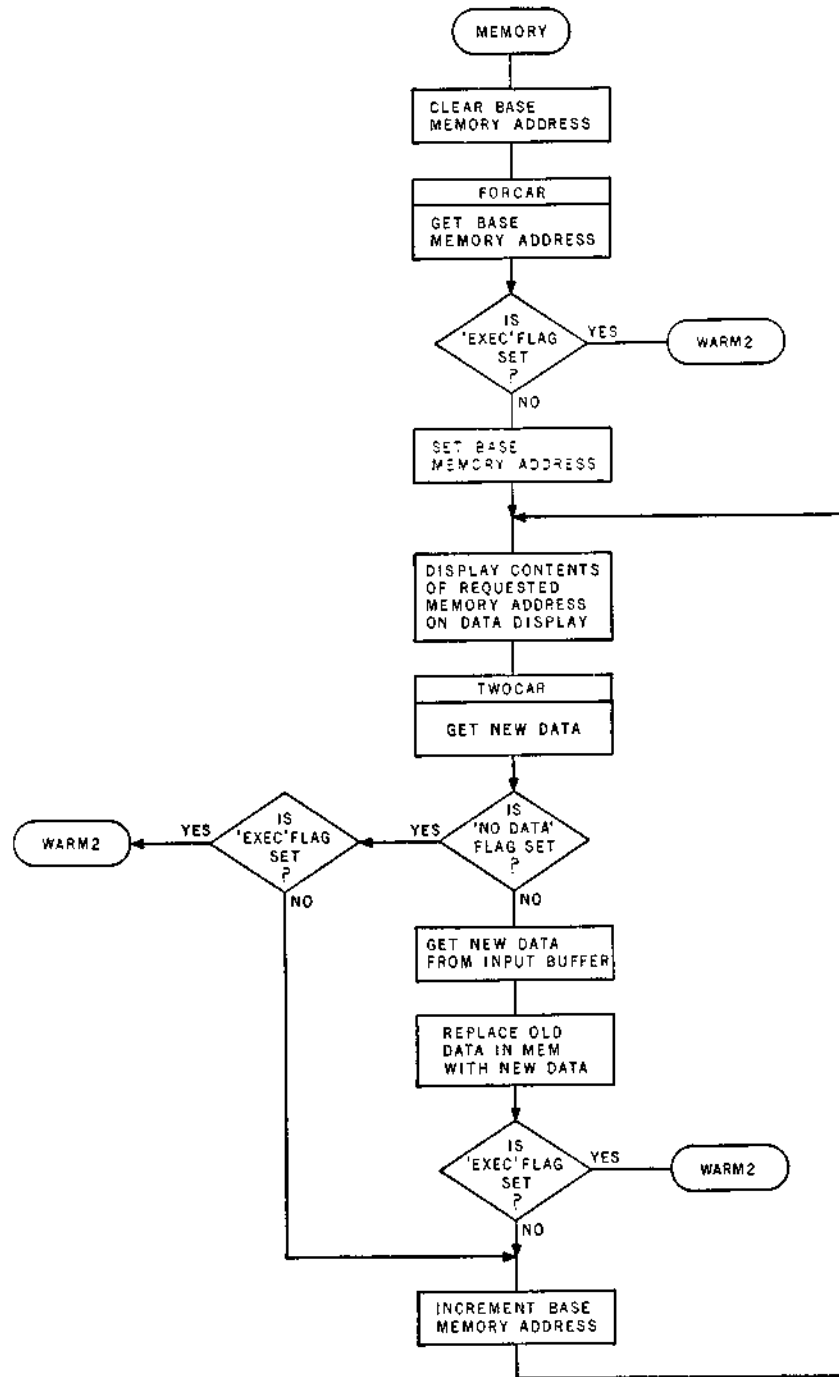 MEMORY
CLEAR BASE
MEMORY ADDRESS
FORCAR
GET BASE
MEMORY ADDRESS
IS
'EXEC' FLAG
SET
?
YES
WARM2
NO
SET BASE
MEMORY ADDRESS
DISPLAY CONTENTS
OF REQUESTED
MEMORY ADDRESS
ON DATA DISPLAY
TWOCAR
GET NEW DATA
IS
'NO DATA'
FLAG SET
?
YES
IS
'EXEC' FLAG
SET
?
YES
WARM2
NO
NO
GET NEW DATA
FROM INPUT BUFFER
REPLACE OLD
DATA IN MEM
WITH NEW DATA
IS
'EXEC' FLAG
SET
?
YES
WARM2
NO
INCREMENT BASE
MEMORY ADDRESS